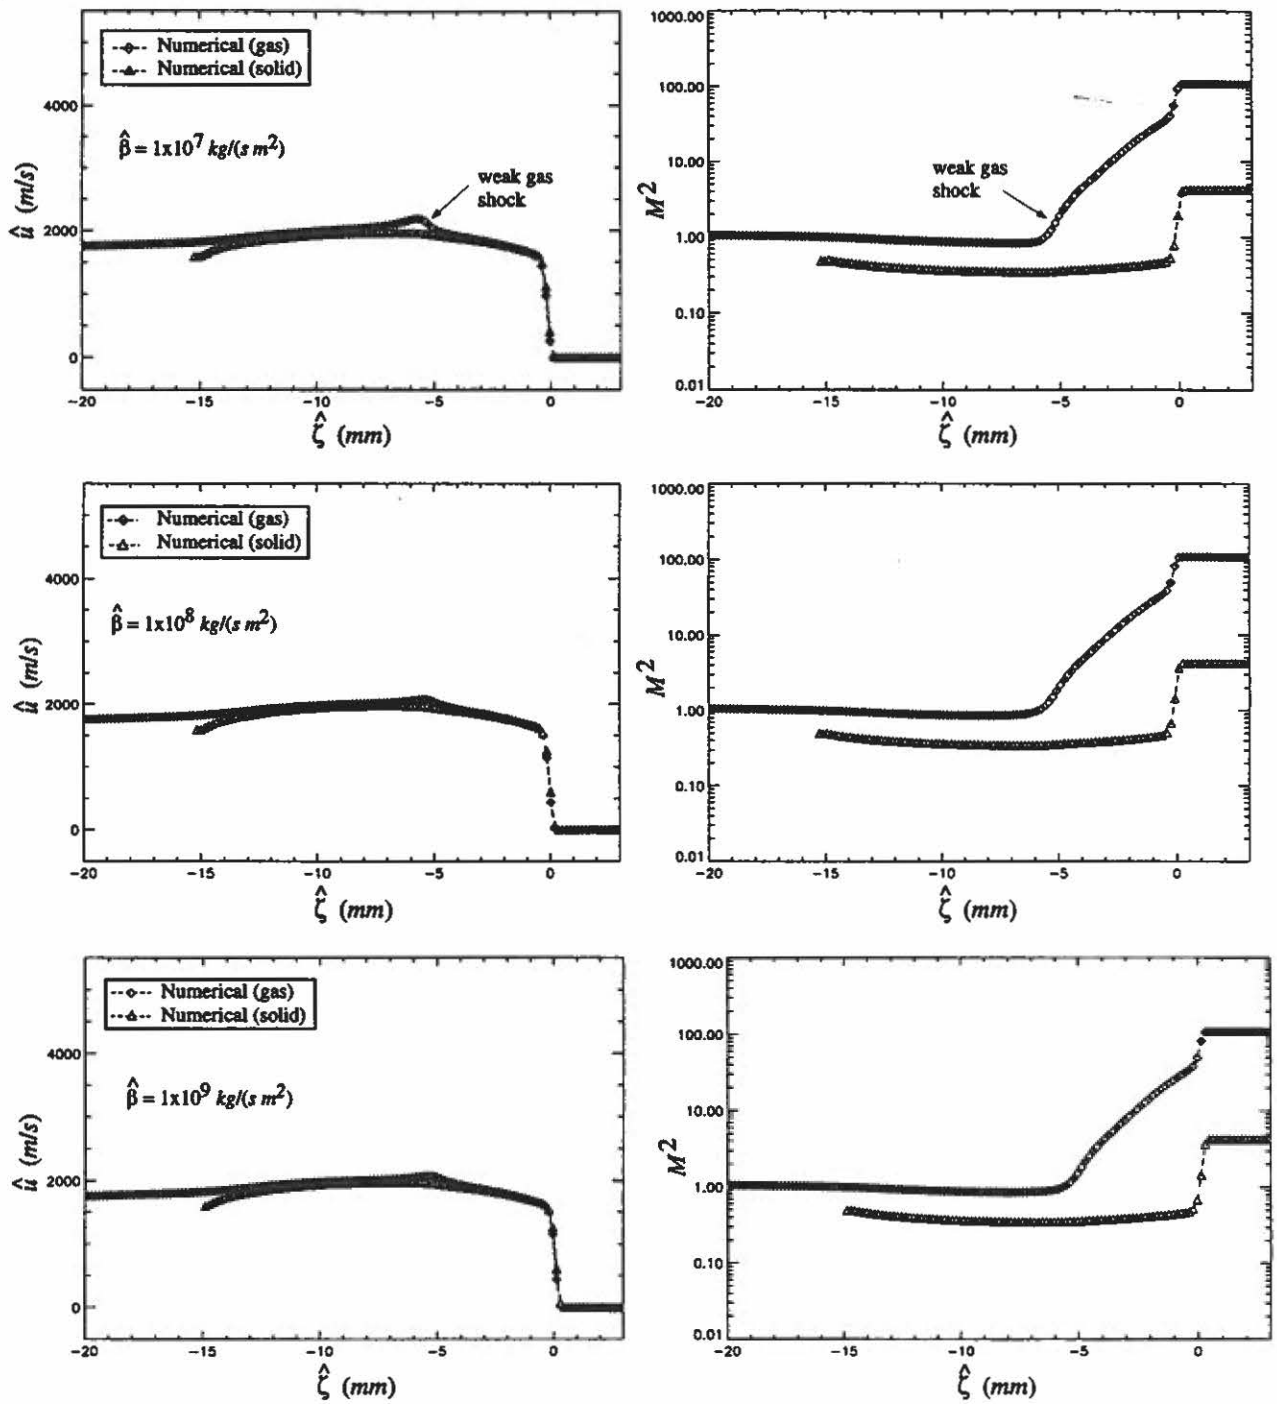 Numerical (gas)
Numerical (solid)
β̂ = 1x10⁷ kg/(s m²)
weak gas
shock
4000
2000
0
û (m/s)
-20 -15 -10 -5 0
ζ̂ (mm)
1000.00
100.00
10.00
1.00
0.10
0.01
M²
weak gas
shock
-20 -15 -10 -5 0
ζ̂ (mm)
Numerical (gas)
Numerical (solid)
β̂ = 1x10⁸ kg/(s m²)
4000
2000
0
û (m/s)
-20 -15 -10 -5 0
ζ̂ (mm)
1000.00
100.00
10.00
1.00
0.10
0.01
M²
-20 -15 -10 -5 0
ζ̂ (mm)
Numerical (gas)
Numerical (solid)
β̂ = 1x10⁹ kg/(s m²)
4000
2000
0
û (m/s)
-20 -15 -10 -5 0
ζ̂ (mm)
1000.00
100.00
10.00
1.00
0.10
0.01
M²
-20 -15 -10 -5 0
ζ̂ (mm)